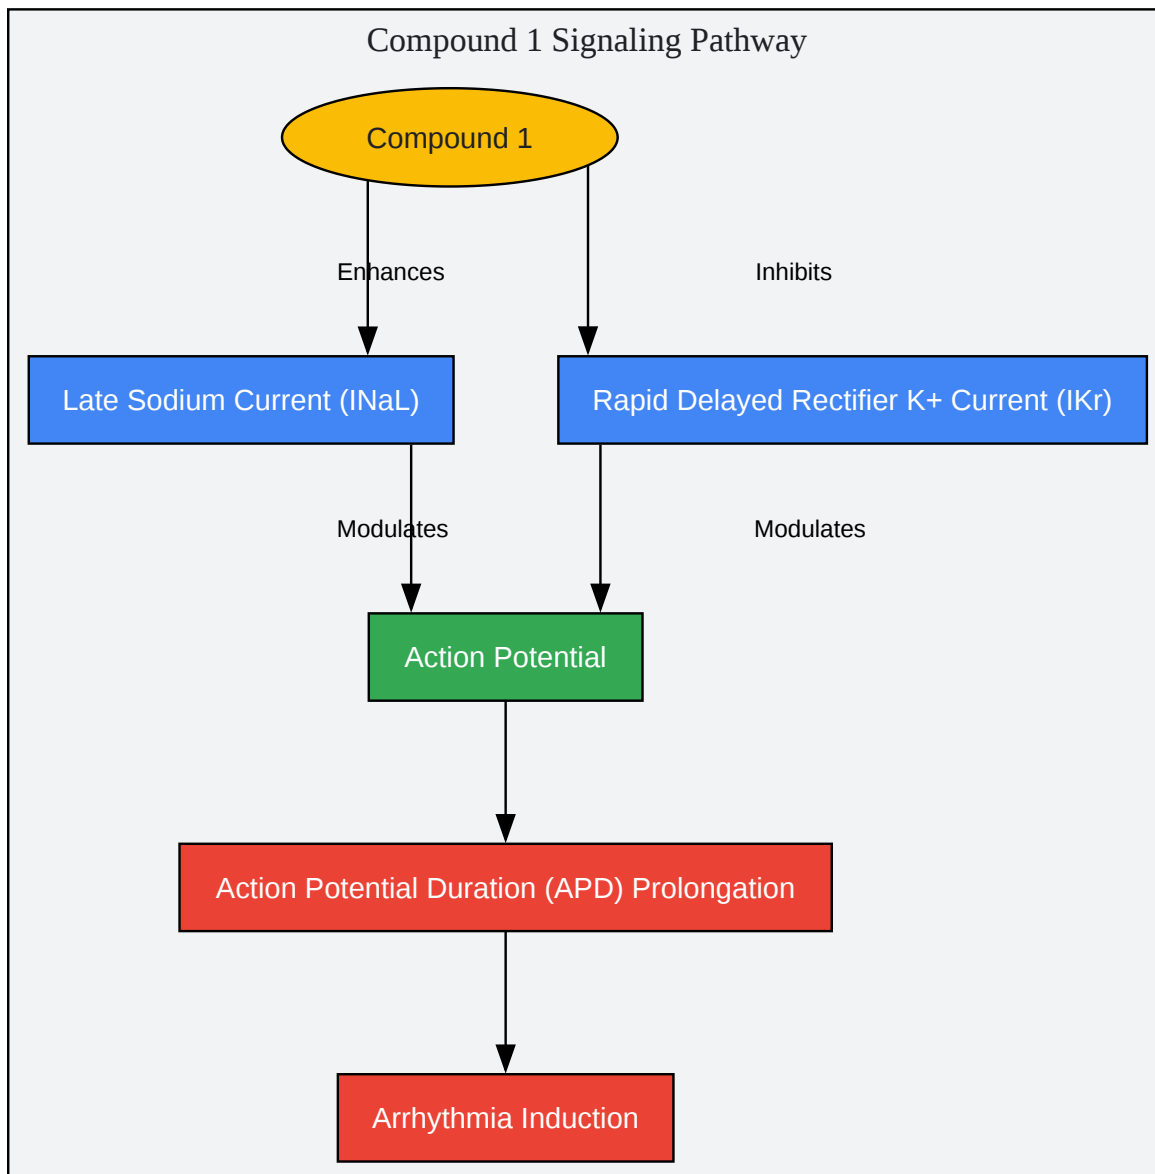 Compound 1 Signaling Pathway
Compound 1
Enhances
Inhibits
Late Sodium Current (INaL)
Rapid Delayed Rectifier K+ Current (IKr)
Modulates
Modulates
Action Potential
Action Potential Duration (APD) Prolongation
Arrhythmia Induction